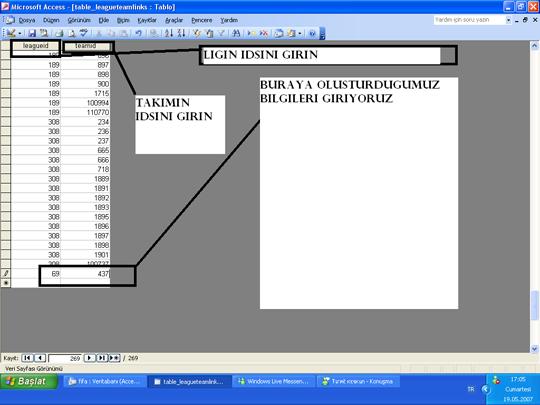 Microsoft Access - [table_leagueteamlinks : Tablo]
Dosya Düzen Görünüm Ekle Biçim Kayıtlar Araçlar Pencere Yardım
Yardım için soru yazın
leagueid teamid
LIGIN IDSINI GIRIN
189 897
189 898
189 900
189 1715
189 100994
189 110770
308 234
308 236
308 237
308 665
308 666
308 718
308 1889
308 1891
308 1892
308 1893
308 1895
308 1896
308 1897
308 1898
308 1901
308 100737
69 437
TAKIMIN
IDSINI GIRIN
BURAYA OLUSTURDUGUMUZ
BILGILERI GIRIYORUZ
Kayıt: 269 / 269
Veri Sayfası Görünümü
Başlat
fifa : Veritabanı (Acce...
table_leagueteamlink...
Windows Live Messen...
- Konuşma
TR
17:05
Cumartesi
19.05.2007